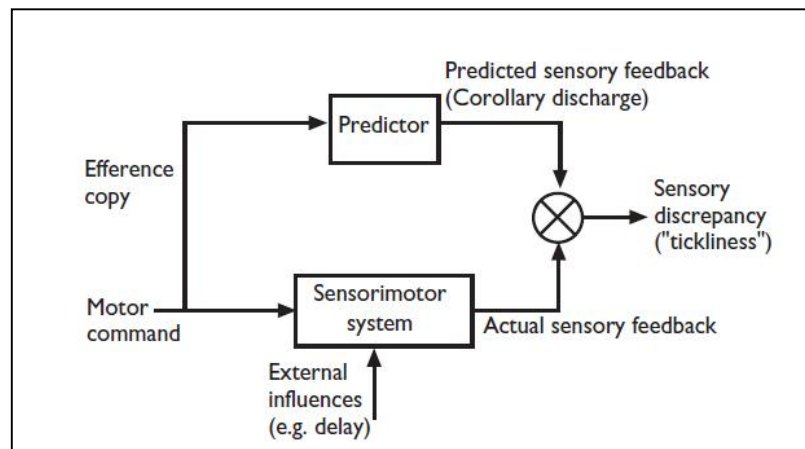 Predicted sensory feedback
(Corollary discharge)
Predictor
Efference
copy
Sensory
discrepancy
("tickliness")
Motor
command
Sensorimotor
system
Actual sensory feedback
External
influences
(e.g. delay)